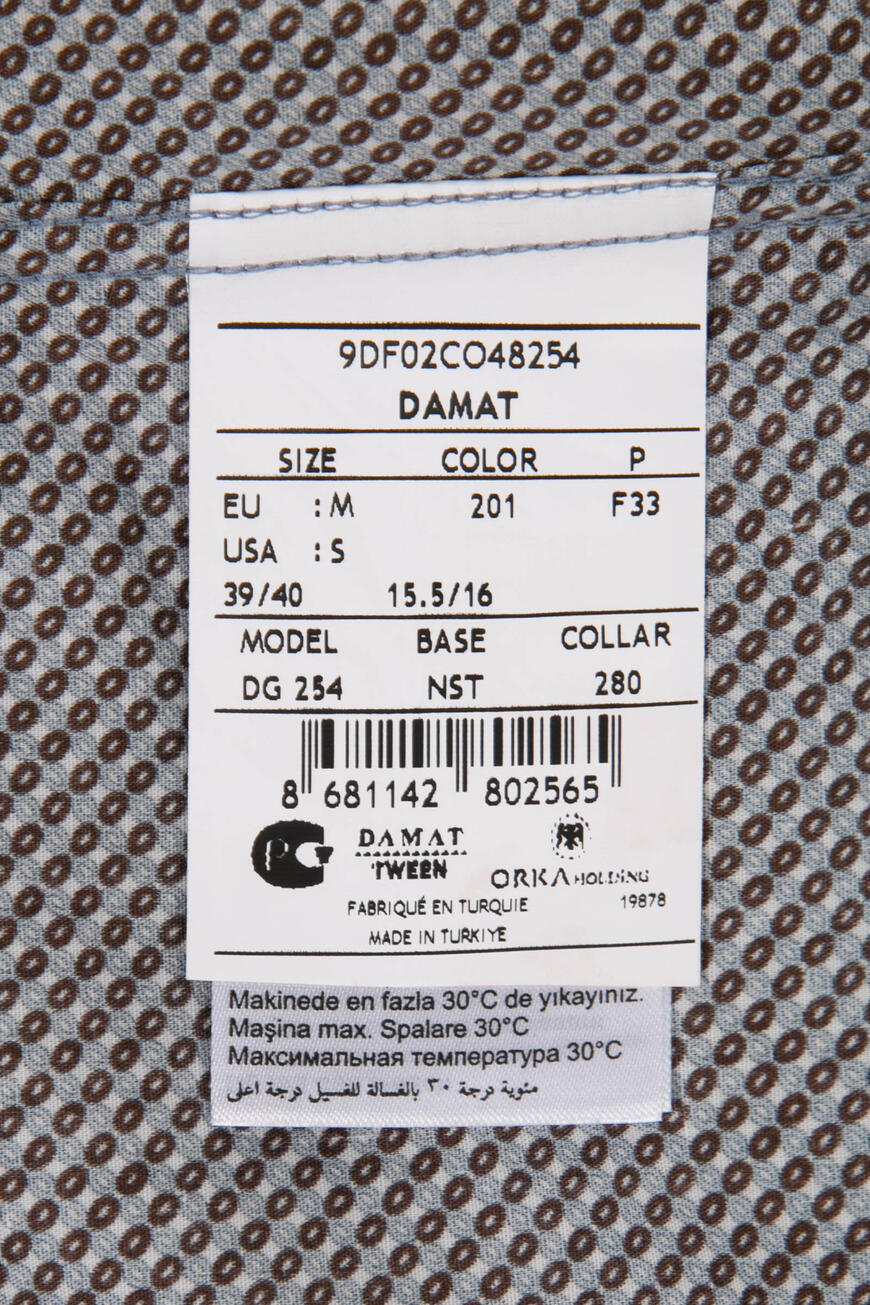 9DF02CO48254
DAMAT
SIZE COLOR P
EU : M 201 F33
USA : S
39/40 15.5/16
MODEL BASE COLLAR
DG 254 NST 280
8 681142 802565
DAMAT
TWEEN
ORKA HOLDING
FABRIQUÉ EN TURQUIE 19878
MADE IN TURKIYE
Makinede en fazla 30°C de yıkayınız.
Maşina max. Spalare 30°C
Максимальная температура 30°C
مئوية درجة ٣٠ بالغسالة للغسيل درجة اعلى